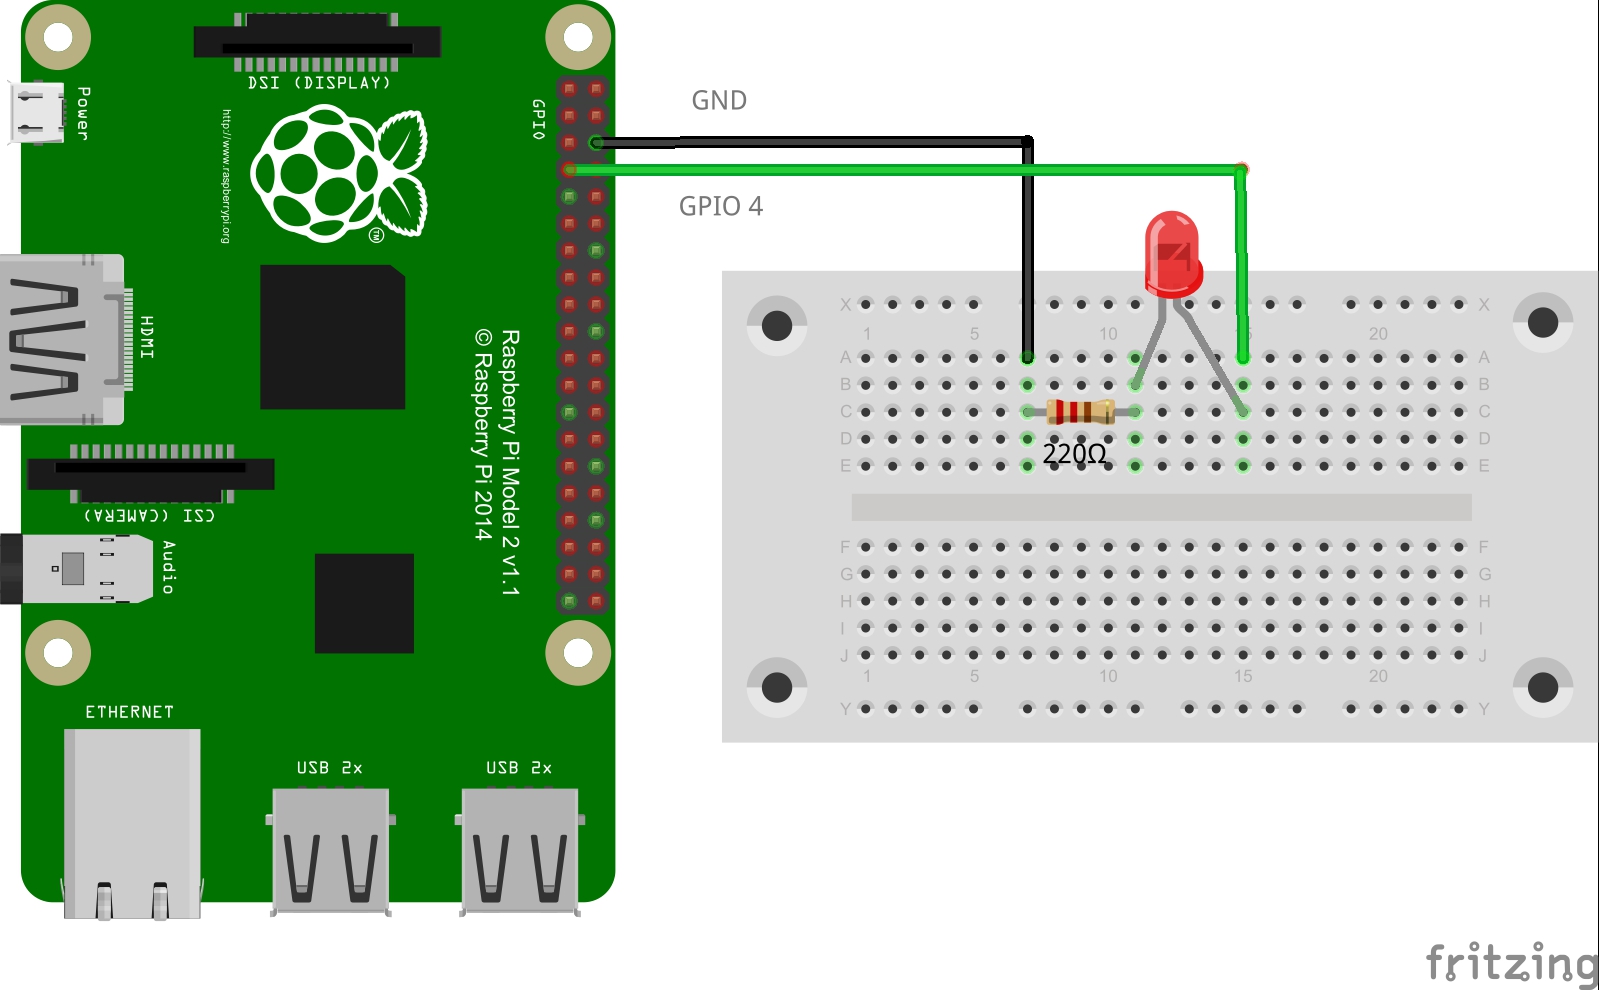 DSI (DISPLAY)
Power
GPIO
http://www.raspberrypi.org
TM
GND
GPIO 4
HDMI
Raspberry Pi Model 2 v1.1
© Raspberry Pi 2014
CSI (CAMERA)
Audio
ETHERNET
USB 2x
USB 2x
X X
1 5 10 15 20
A A
B B
C C
220Ω
D D
E E
F F
G G
H H
I I
J J
1 5 10 15 20
Y Y
fritzing